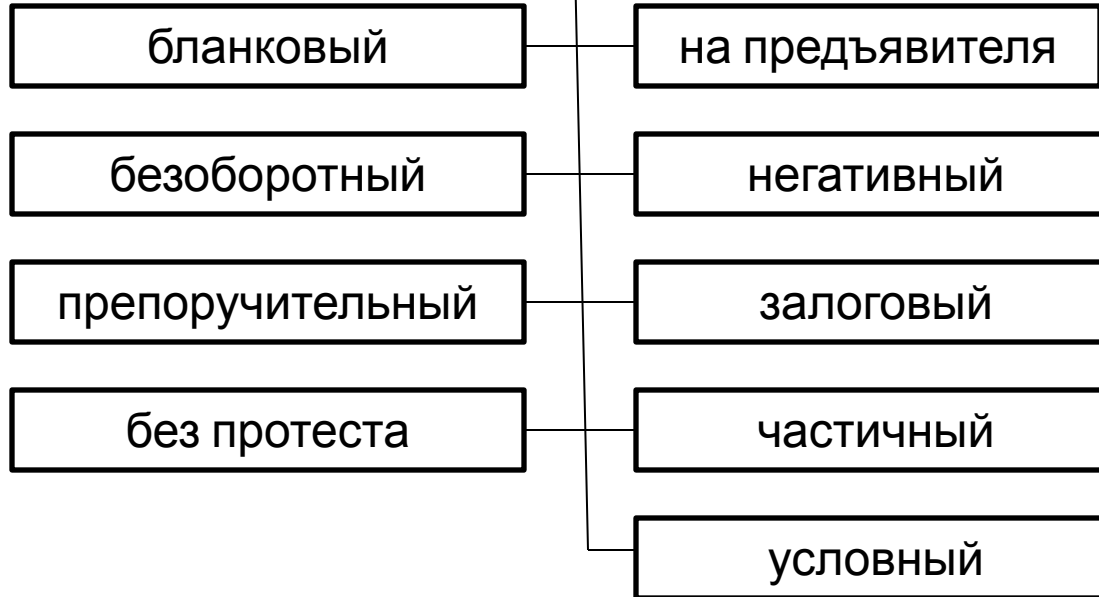 бланковый
на предъявителя
безоборотный
негативный
препоручительный
залоговый
без протеста
частичный
условный